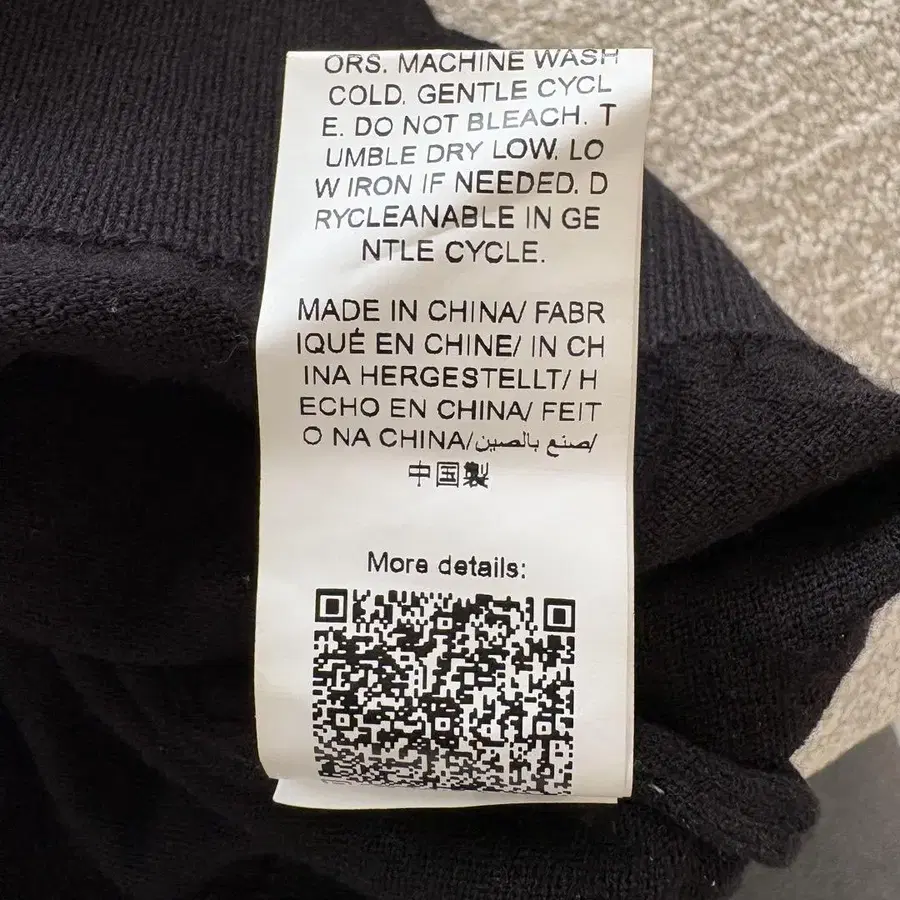 ORS. MACHINE WASH
COLD. GENTLE CYCL
E. DO NOT BLEACH. T
UMBLE DRY LOW. LO
W IRON IF NEEDED. D
RYCLEANABLE IN GE
NTLE CYCLE.
MADE IN CHINA/ FABR
IQUÉ EN CHINE/ IN CH
INA HERGESTELLT/ H
ECHO EN CHINA/ FEIT
O NA CHINA/صنع بالصين/
中国製
More details: